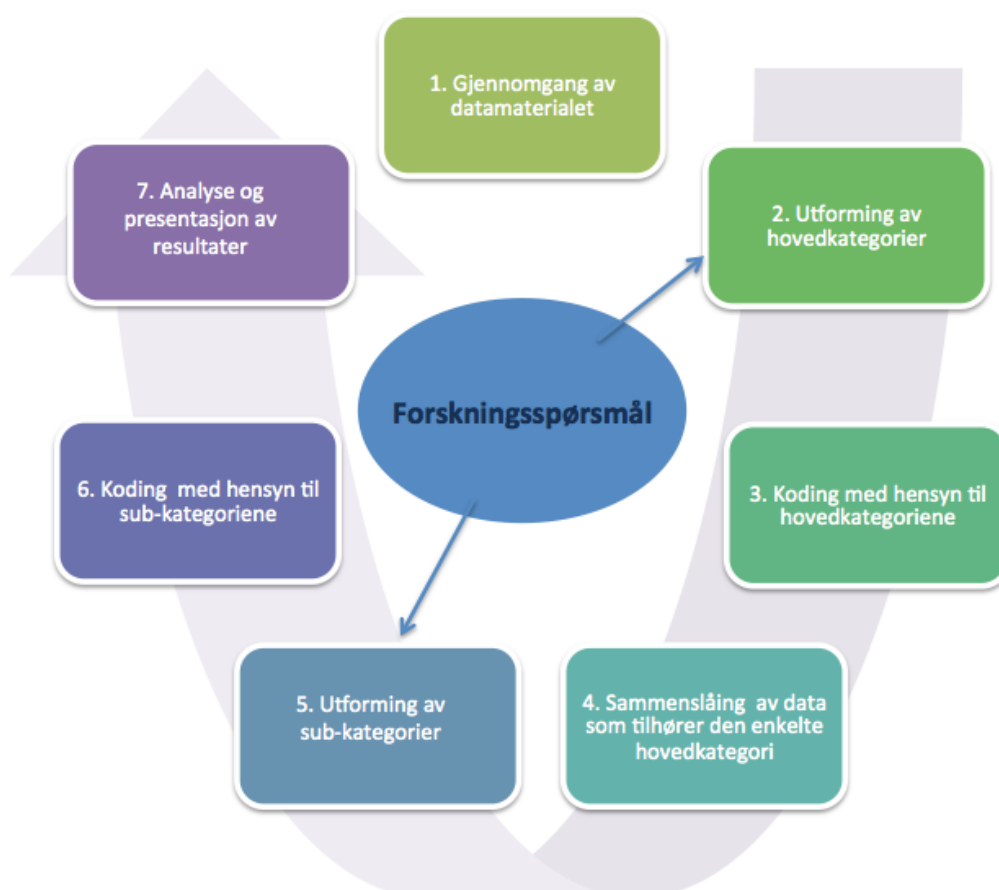 1. Gjennomgang av
datamaterialet
2. Utforming av
hovedkategorier
3. Koding med hensyn til
hovedkategoriene
4. Sammenslåing  av data
som tilhører den enkelte
hovedkategori
5. Utforming av
sub-kategorier
6. Koding  med hensyn til
sub-kategoriene
7. Analyse og
presentasjon av
resultater
Forskningsspørsmål